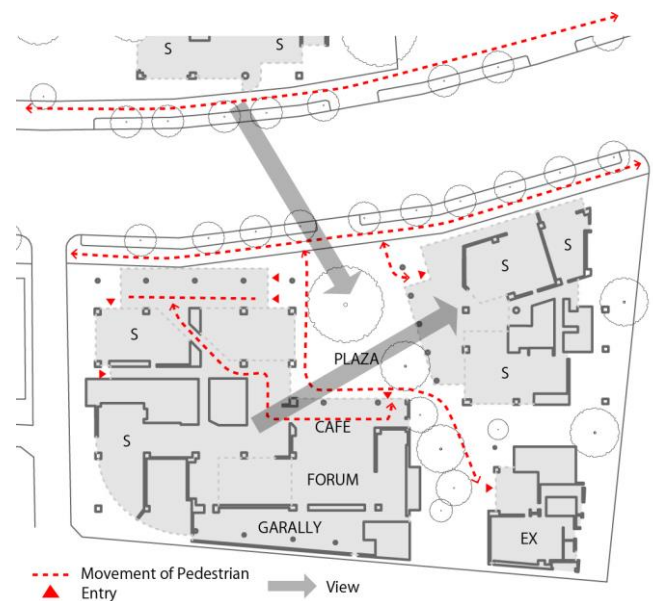 S
S
S
S
S
PLAZA
S
S
CAFE
FORUM
GARALLY
EX
Movement of Pedestrian
Entry
View